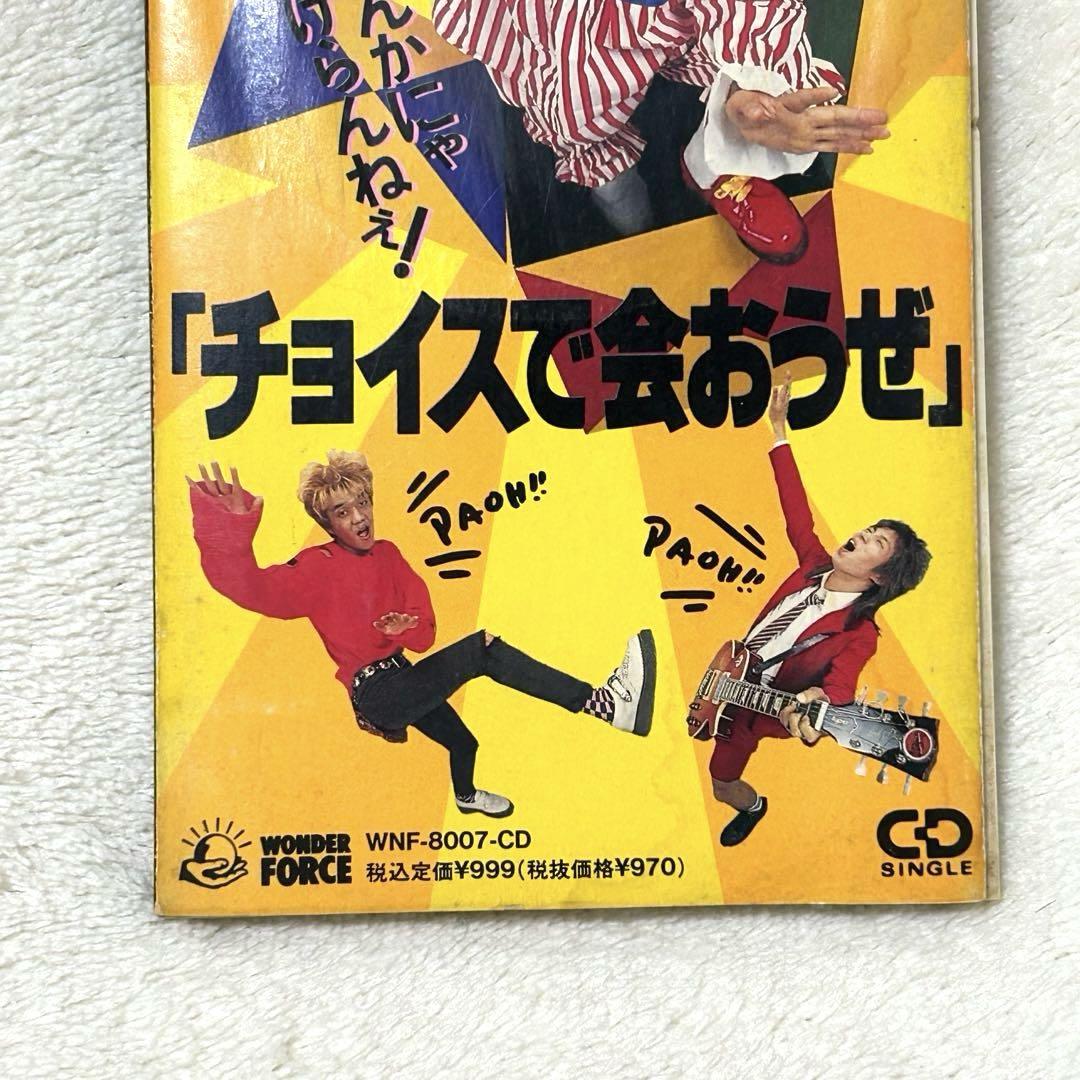 んかにゃ
けらんねぇ!
「チョイスで会おうぜ」
PAOH!!
PAOH!!
WONDER
FORCE
WNF-8007-CD
税込定価¥999(税抜価格¥970)
CD
SINGLE